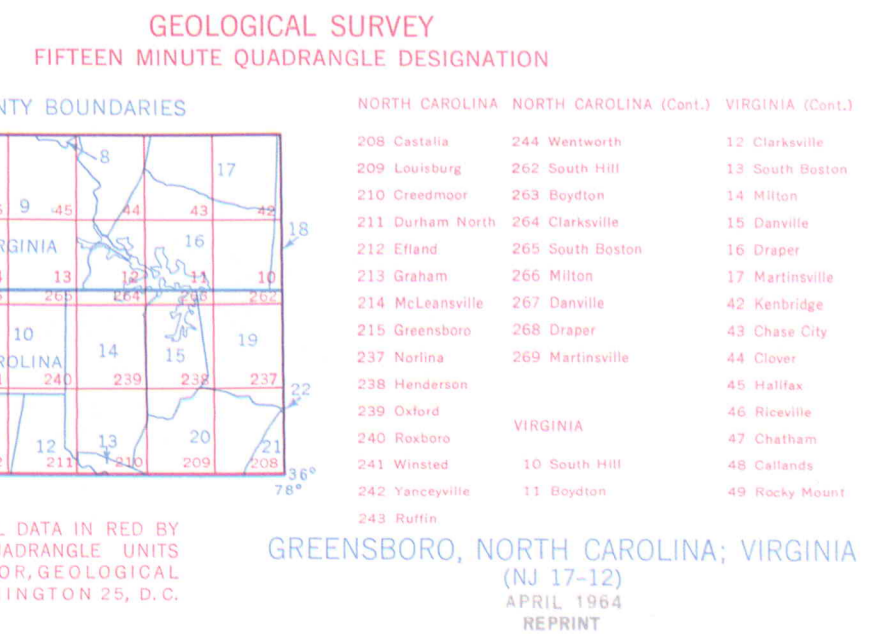 GEOLOGICAL SURVEY
FIFTEEN MINUTE QUADRANGLE DESIGNATION
NTY BOUNDARIES
8
17
9
45
44
43
42
18
RGINIA
16
13
12
11
10
265
264
263
262
10
ROLINA
14
15
19
240
239
238
237
22
12
13
20
21
211
210
209
208
36°
78°
NORTH CAROLINA
208 Castalia
209 Louisburg
210 Creedmoor
211 Durham North
212 Efland
213 Graham
214 McLeansville
215 Greensboro
237 Norlina
238 Henderson
239 Oxford
240 Roxboro
241 Winsted
242 Yanceyville
243 Ruffin
NORTH CAROLINA (Cont.)
244 Wentworth
262 South Hill
263 Boydton
264 Clarksville
265 South Boston
266 Milton
267 Danville
268 Draper
269 Martinsville
VIRGINIA
10 South Hill
11 Boydton
VIRGINIA (Cont.)
12 Clarksville
13 South Boston
14 Milton
15 Danville
16 Draper
17 Martinsville
42 Kenbridge
43 Chase City
44 Clover
45 Halifax
46 Riceville
47 Chatham
48 Callands
49 Rocky Mount
L DATA IN RED BY
UADRANGLE UNITS
OR, GEOLOGICAL
INGTON 25, D.C.
GREENSBORO, NORTH CAROLINA; VIRGINIA
(NJ 17-12)
APRIL 1964
REPRINT